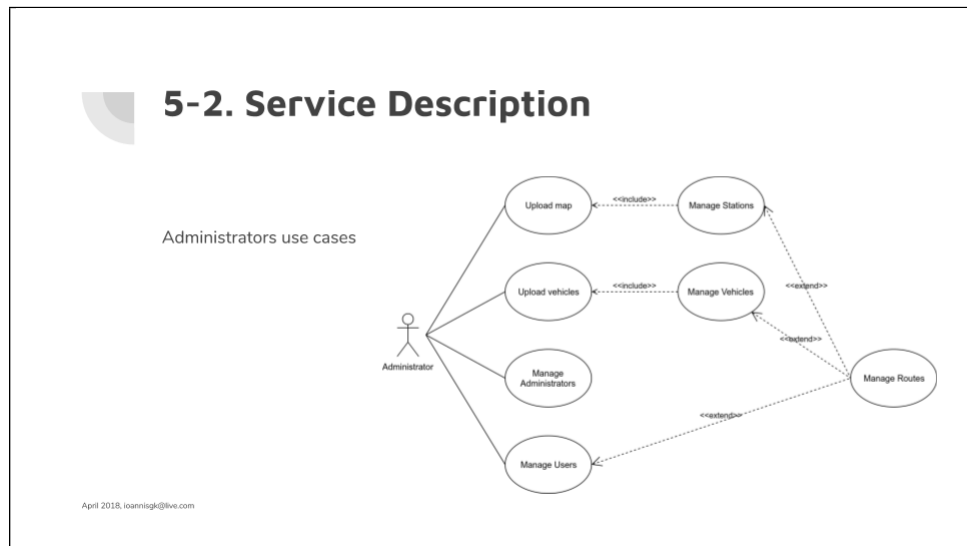 5-2. Service Description
Administrators use cases
Upload map
<<include>>
Manage Stations
Upload vehicles
<<include>>
Manage Vehicles
<<extend>>
<<extend>>
Administrator
Manage
Administrators
Manage Routes
<<extend>>
Manage Users
April 2018, ioannisgk@live.com